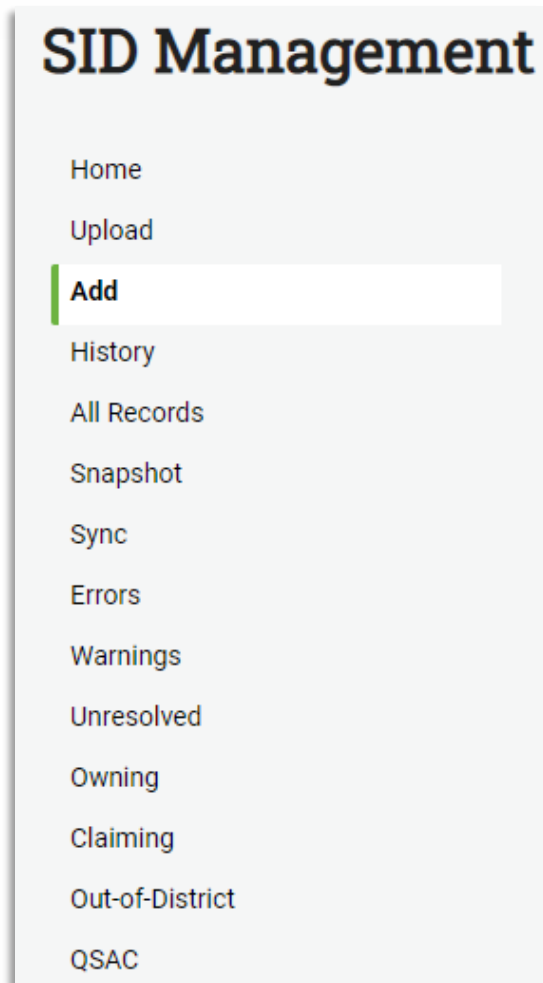 SID Management
Home
Upload
Add
History
All Records
Snapshot
Sync
Errors
Warnings
Unresolved
Owning
Claiming
Out-of-District
QSAC